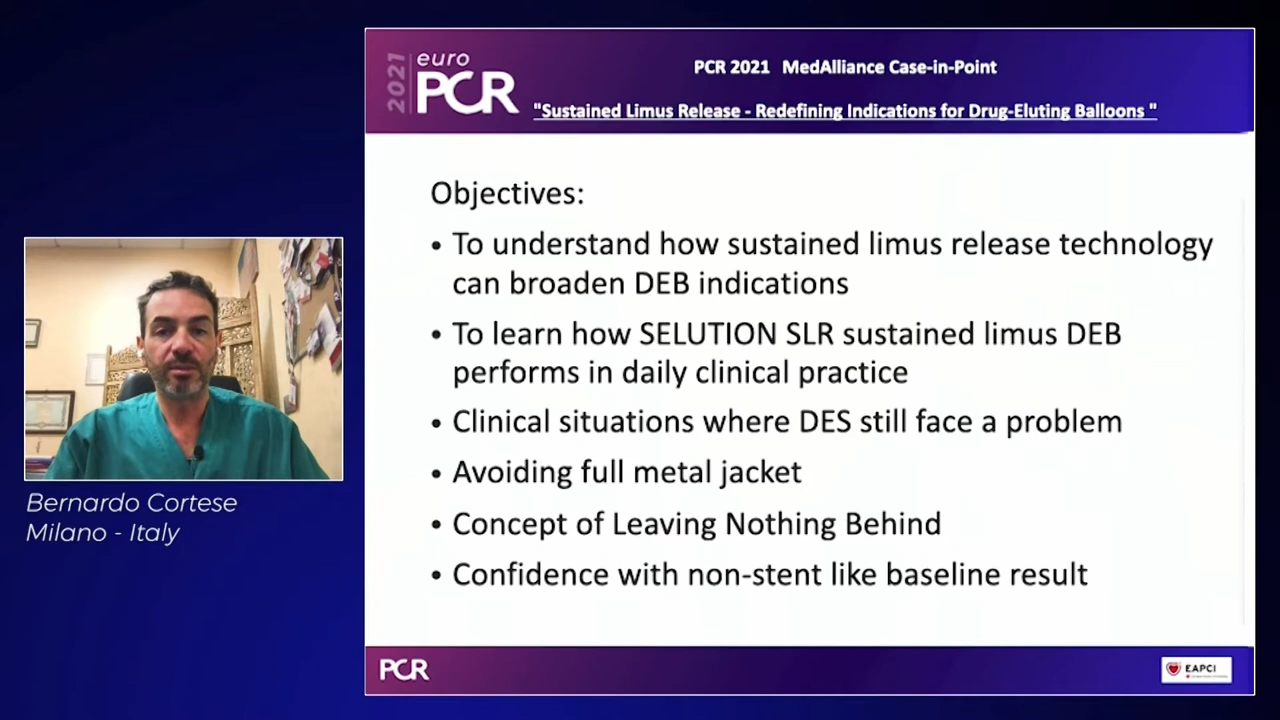 2021 euro
PCR
PCR 2021 MedAlliance Case-in-Point
"Sustained Limus Release - Redefining Indications for Drug-Eluting Balloons "
Objectives:
• To understand how sustained limus release technology
can broaden DEB indications
• To learn how SELUTION SLR sustained limus DEB
performs in daily clinical practice
• Clinical situations where DES still face a problem
• Avoiding full metal jacket
• Concept of Leaving Nothing Behind
• Confidence with non-stent like baseline result
Bernardo Cortese
Milano - Italy
PCR
EAPCI